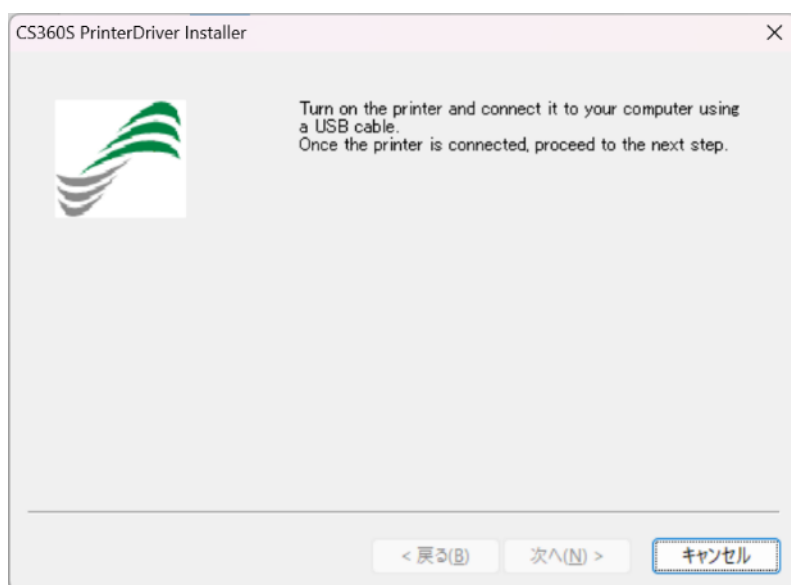 CS360S PrinterDriver Installer
Turn on the printer and connect it to your computer using
a USB cable.
Once the printer is connected, proceed to the next step.
< 戻る(B)
次へ(N) >
キャンセル